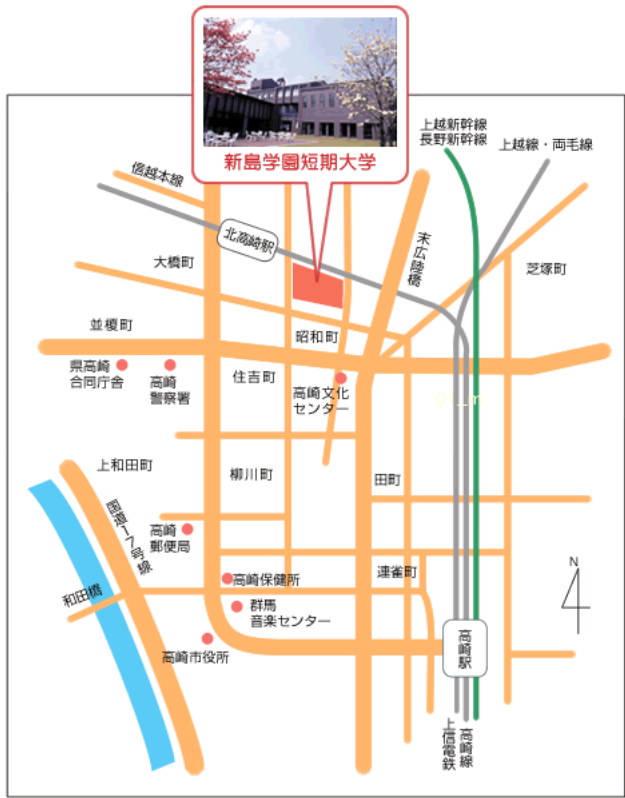 新島学園短期大学
上越新幹線
長野新幹線
上越線・両毛線
信越本線
北高崎駅
末広陸橋
大橋町
芝塚町
並榎町
昭和町
県高崎
合同庁舎
高崎
警察署
住吉町
高崎文化
センター
上和田町
柳川町
田町
国道17号線
高崎
郵便局
連雀町
高崎保健所
和田橋
群馬
音楽センター
高崎市役所
高崎駅
上信電鉄
高崎線
N